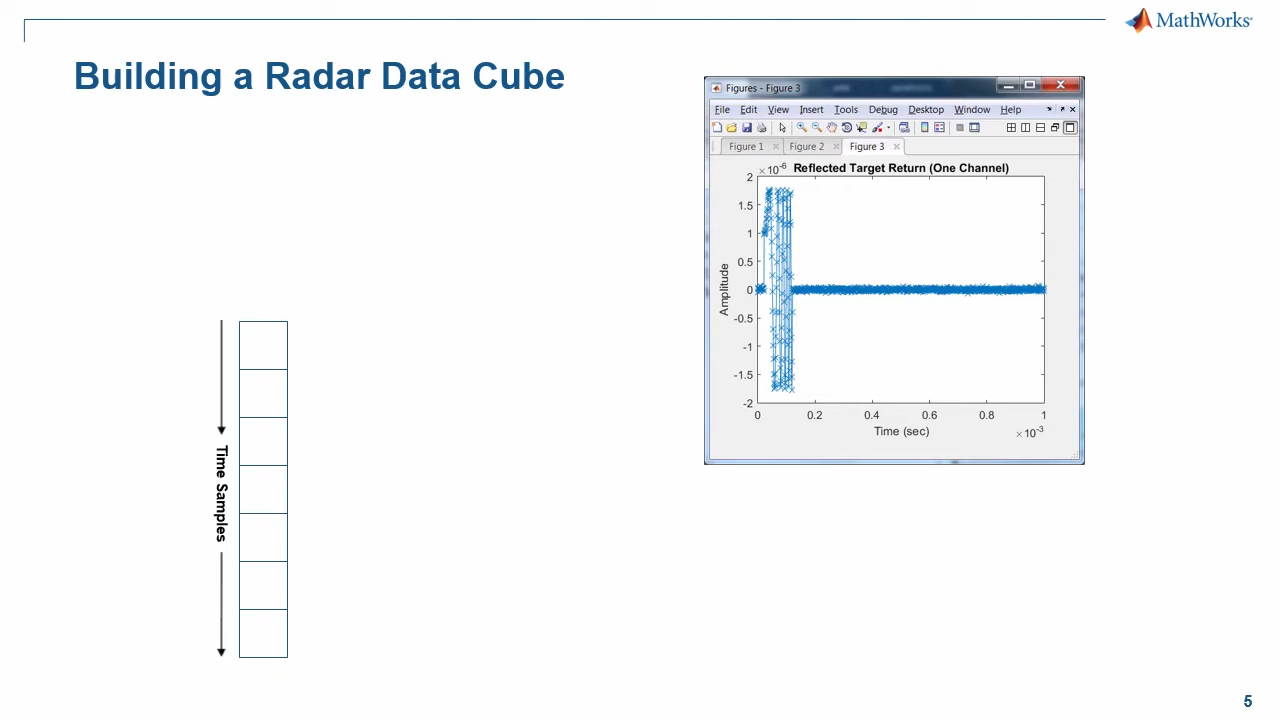 MathWorks®
Building a Radar Data Cube
Figures - Figure 3
File Edit View Insert Tools Debug Desktop Window Help
Figure 1 Figure 2 Figure 3
×10-6 Reflected Target Return (One Channel)
2
1.5
1
0.5
0
-0.5
-1
-1.5
-2
Amplitude
0 0.2 0.4 0.6 0.8 1
Time (sec) ×10-3
Time Samples
5